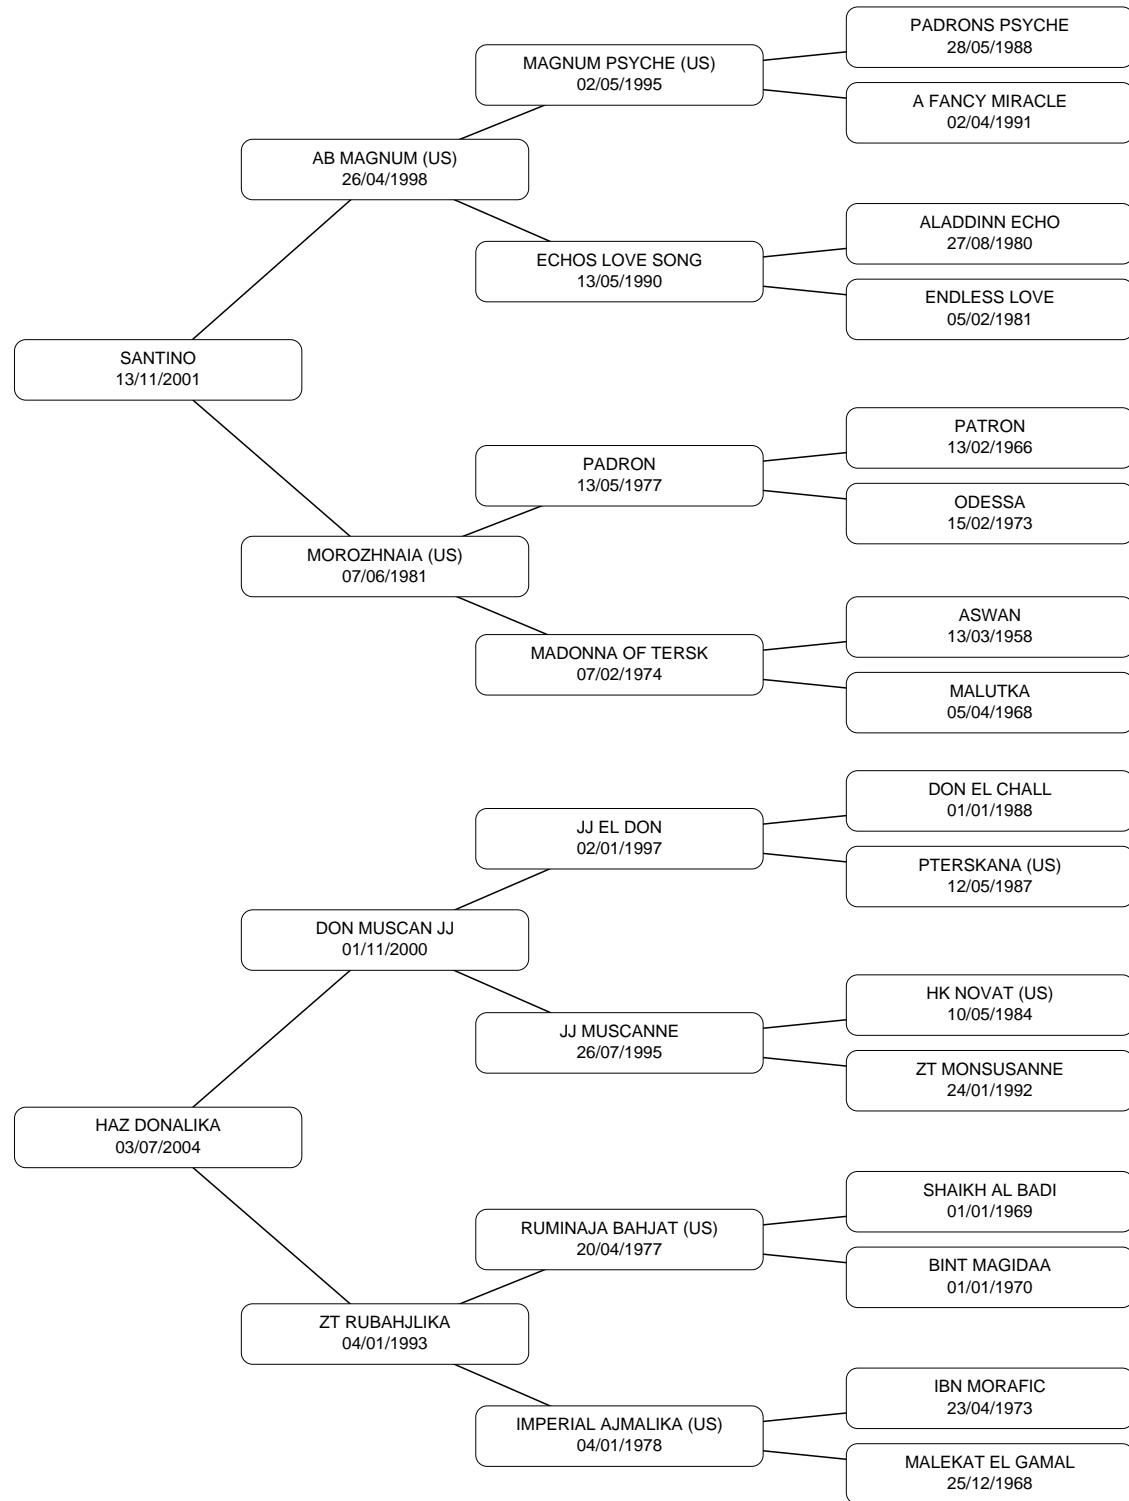 PADRONS PSYCHE
28/05/1988
MAGNUM PSYCHE (US)
02/05/1995
A FANCY MIRACLE
02/04/1991
AB MAGNUM (US)
26/04/1998
ALADDINN ECHO
27/08/1980
ECHOS LOVE SONG
13/05/1990
ENDLESS LOVE
05/02/1981
SANTINO
13/11/2001
PATRON
13/02/1966
PADRON
13/05/1977
ODESSA
15/02/1973
MOROZHNAIA (US)
07/06/1981
ASWAN
13/03/1958
MADONNA OF TERSK
07/02/1974
MALUTKA
05/04/1968
DON EL CHALL
01/01/1988
JJ EL DON
02/01/1997
PTERSKANA (US)
12/05/1987
DON MUSCAN JJ
01/11/2000
HK NOVAT (US)
10/05/1984
JJ MUSCANNE
26/07/1995
ZT MONSUSANNE
24/01/1992
HAZ DONALIKA
03/07/2004
SHAIKH AL BADI
01/01/1969
RUMINAJA BAHJAT (US)
20/04/1977
BINT MAGIDAA
01/01/1970
ZT RUBAHJLIKA
04/01/1993
IBN MORAFIC
23/04/1973
IMPERIAL AJMALIKA (US)
04/01/1978
MALEKAT EL GAMAL
25/12/1968